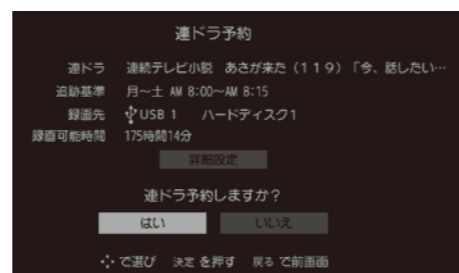 連ドラ予約
連ドラ 連続テレビ小説 あさが来た(119)「今、話したい…
追跡基準 月～土 AM 8:00～AM 8:15
録画先 USB 1 ハードディスク1
録画可能時間 175時間14分
詳細設定
連ドラ予約しますか?
はい いいえ
で選び 決定 を押す 戻る で前画面